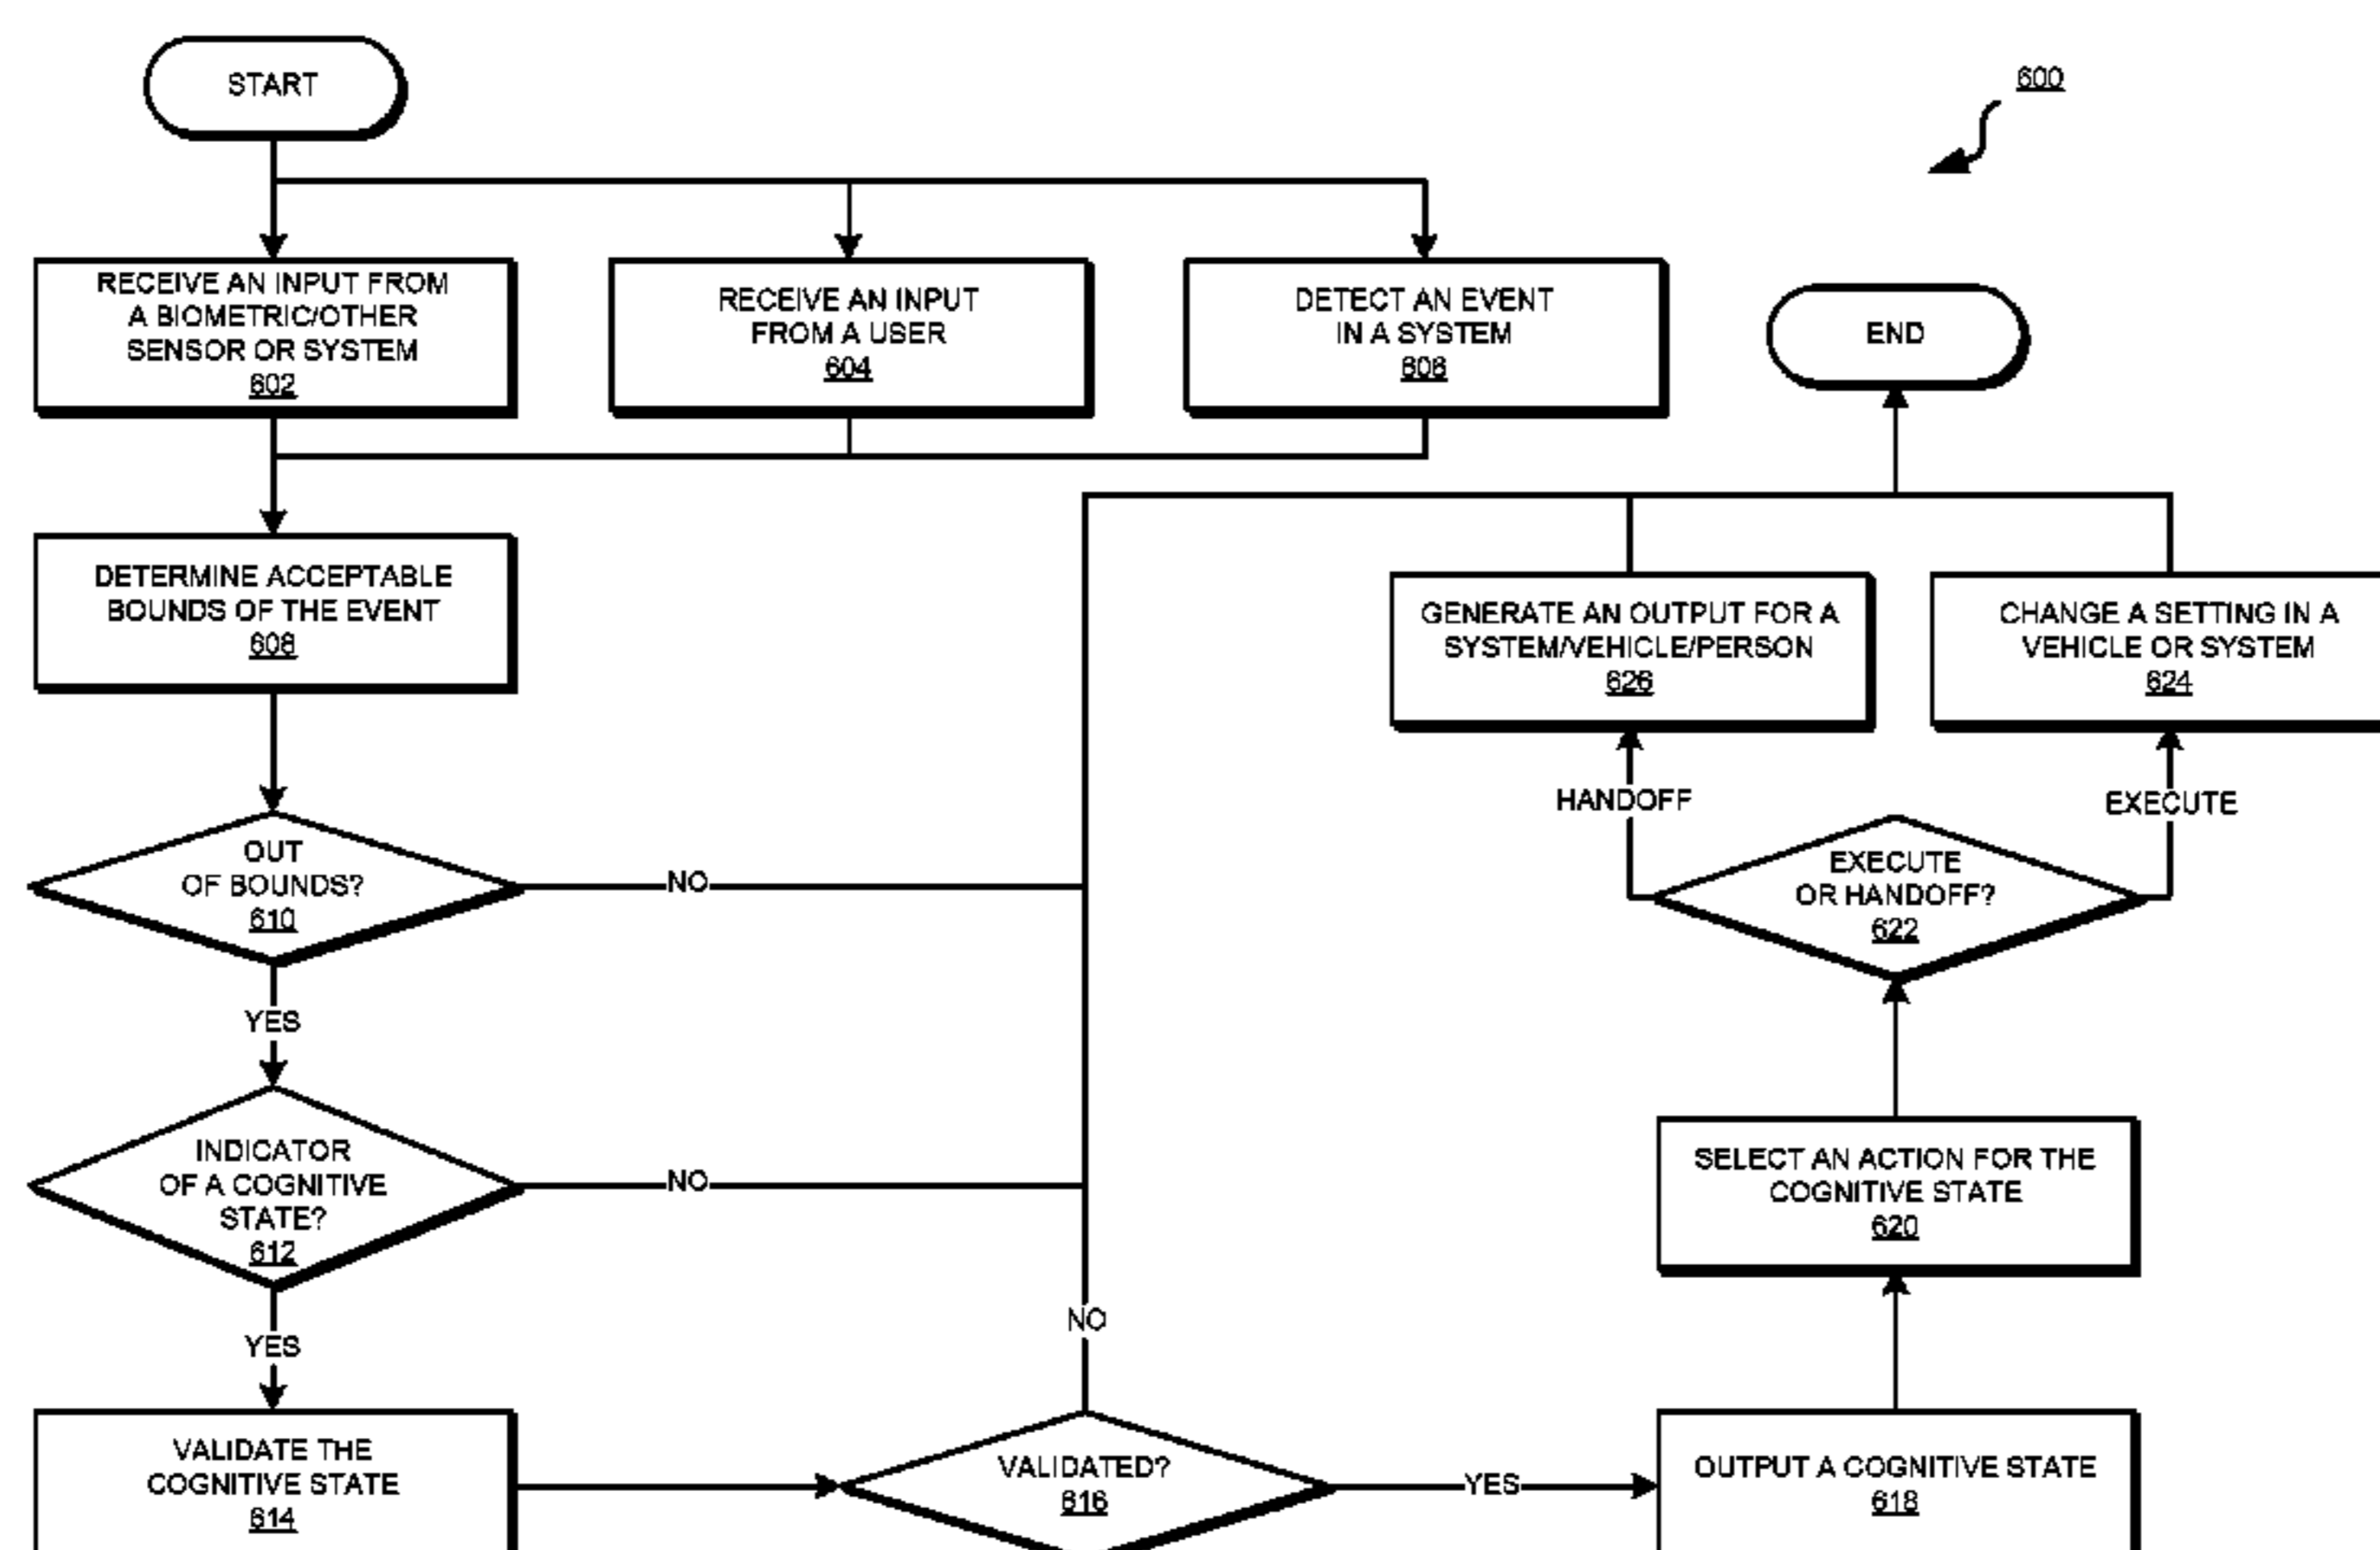 START
600
RECEIVE AN INPUT FROM
A BIOMETRIC/OTHER
SENSOR OR SYSTEM
602
RECEIVE AN INPUT
FROM A USER
604
DETECT AN EVENT
IN A SYSTEM
606
END
DETERMINE ACCEPTABLE
BOUNDS OF THE EVENT
608
GENERATE AN OUTPUT FOR A
SYSTEM/VEHICLE/PERSON
626
CHANGE A SETTING IN A
VEHICLE OR SYSTEM
624
HANDOFF
EXECUTE
OUT
OF BOUNDS?
610
NO
EXECUTE
OR HANDOFF?
622
YES
INDICATOR
OF A COGNITIVE
STATE?
612
NO
SELECT AN ACTION FOR THE
COGNITIVE STATE
620
NO
YES
VALIDATE THE
COGNITIVE STATE
614
VALIDATED?
616
YES
OUTPUT A COGNITIVE STATE
618